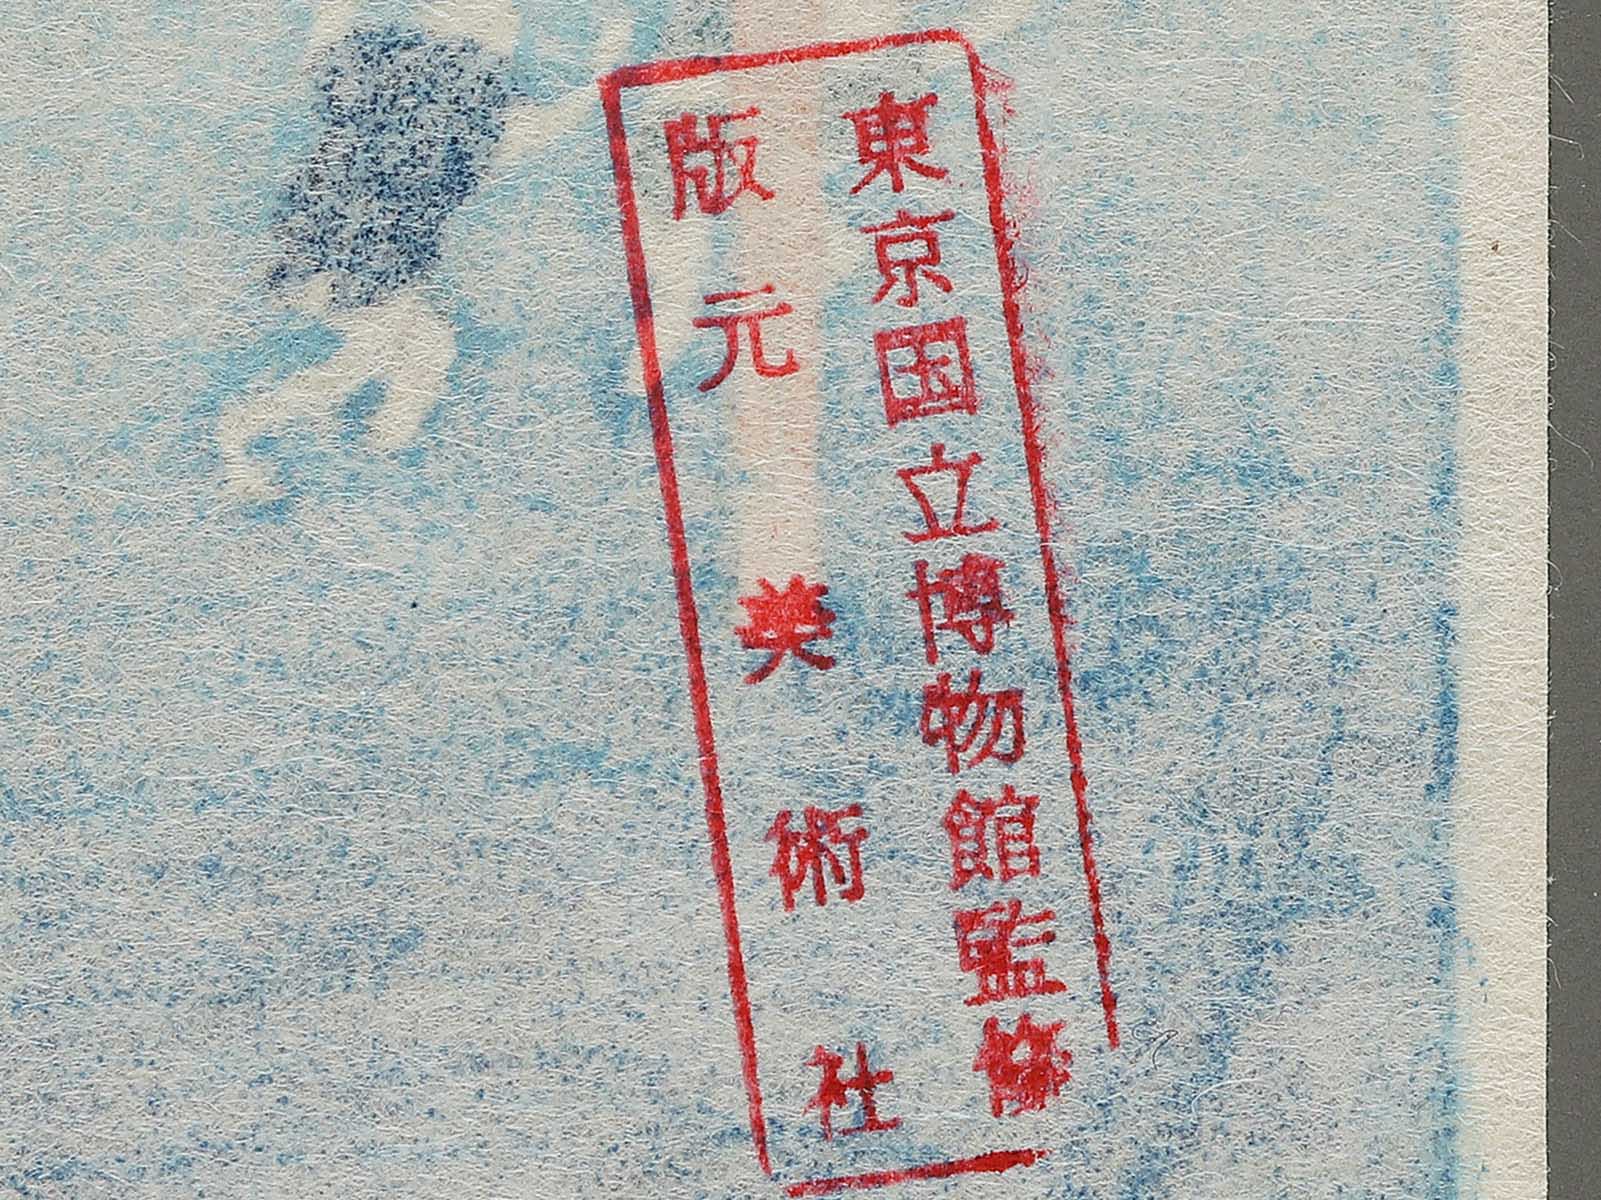 東京国立博物館監修
版元 美術社